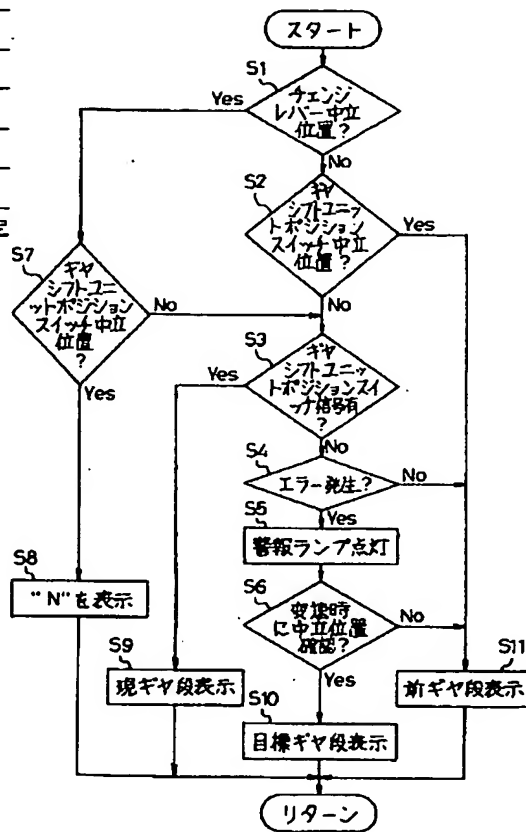 スタート
S1
チェンジ
レバー中立
位置?
Yes
No
S2
ギヤ
シフトユニッ
トポジション
スイッチ中立
位置?
Yes
No
S7
ギヤ
シフトユニ
ットポジション
スイッチ中立
位置
?
No
Yes
S3
ギヤ
シフトユニッ
トポジションスイ
ッチ信号有
?
Yes
No
S4
エラー発生?
No
Yes
S5
警報ランプ点灯
S6
変速時
に中立位置
確認?
No
Yes
S8
"N"を表示
S9
現ギヤ段表示
S10
目標ギヤ段表示
S11
前ギヤ段表示
リターン